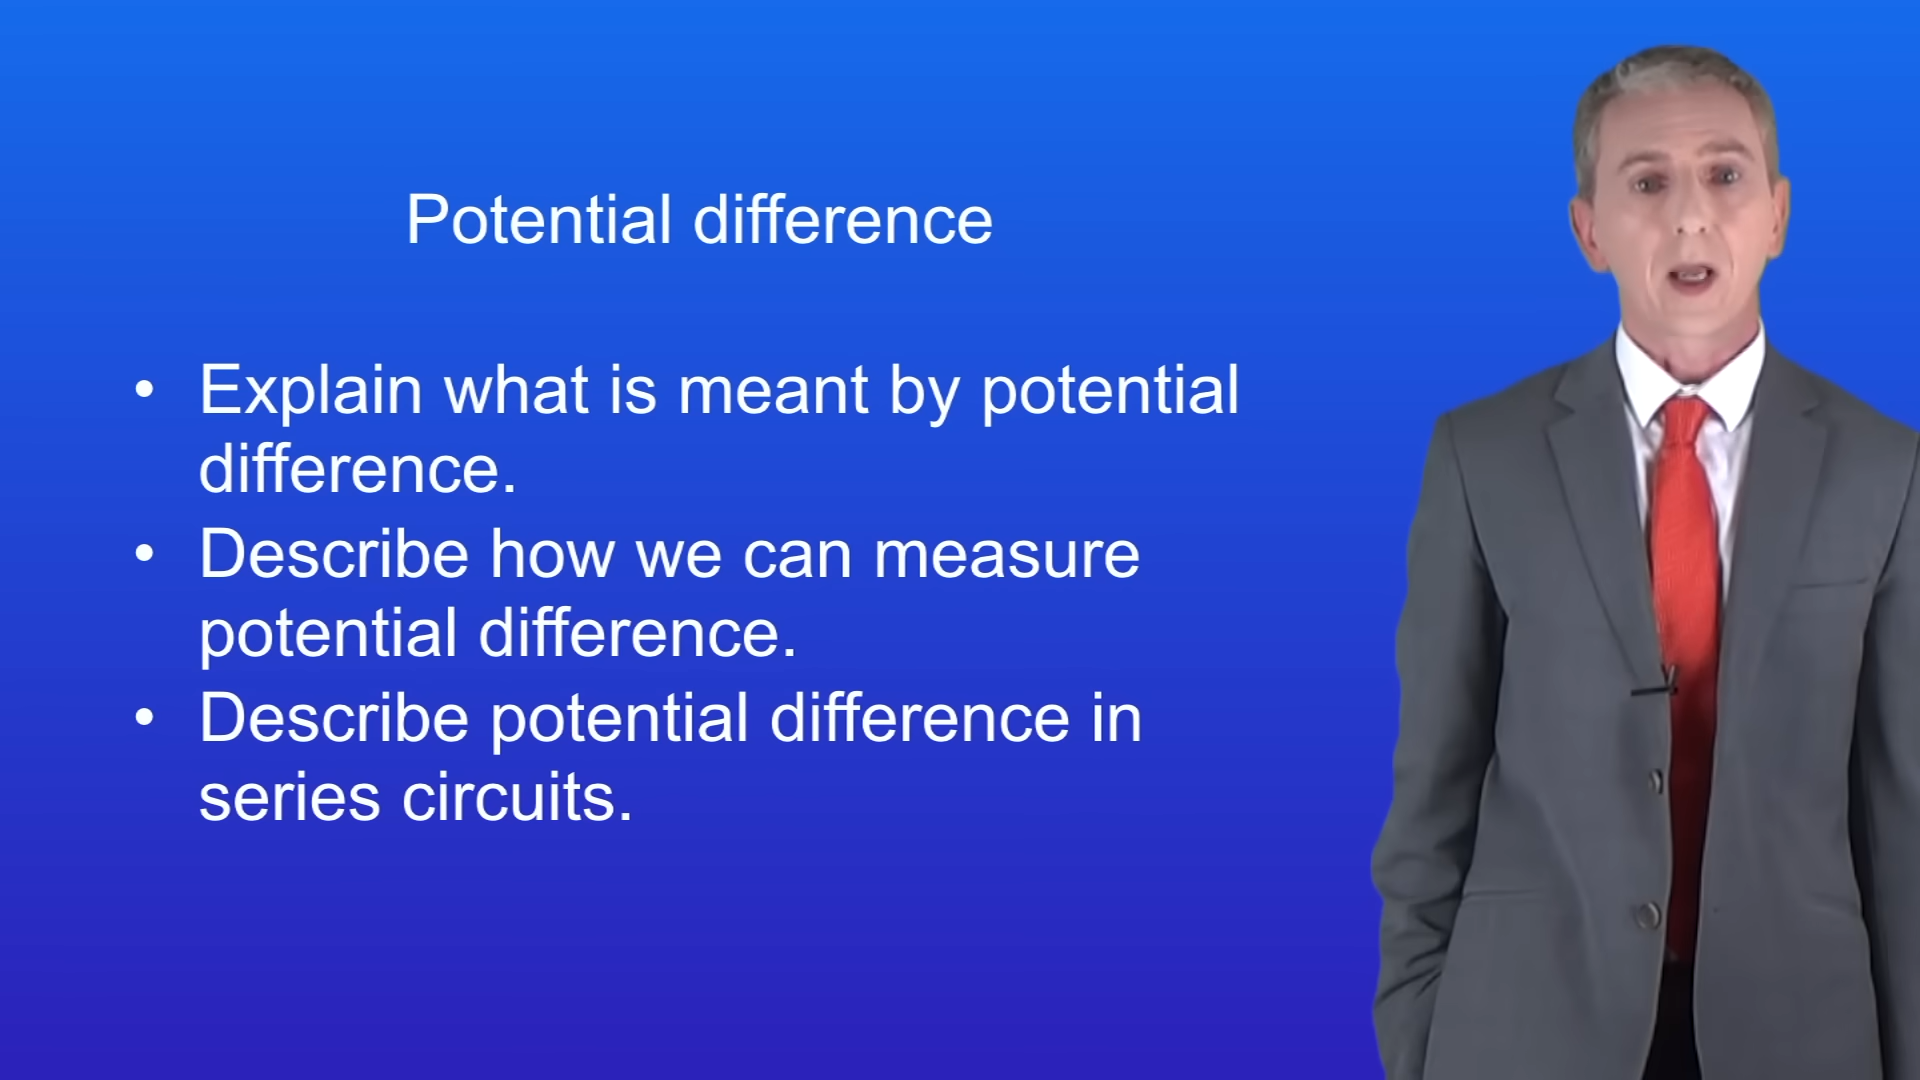 Potential difference
• Explain what is meant by potential
difference.
• Describe how we can measure
potential difference.
• Describe potential difference in
series circuits.